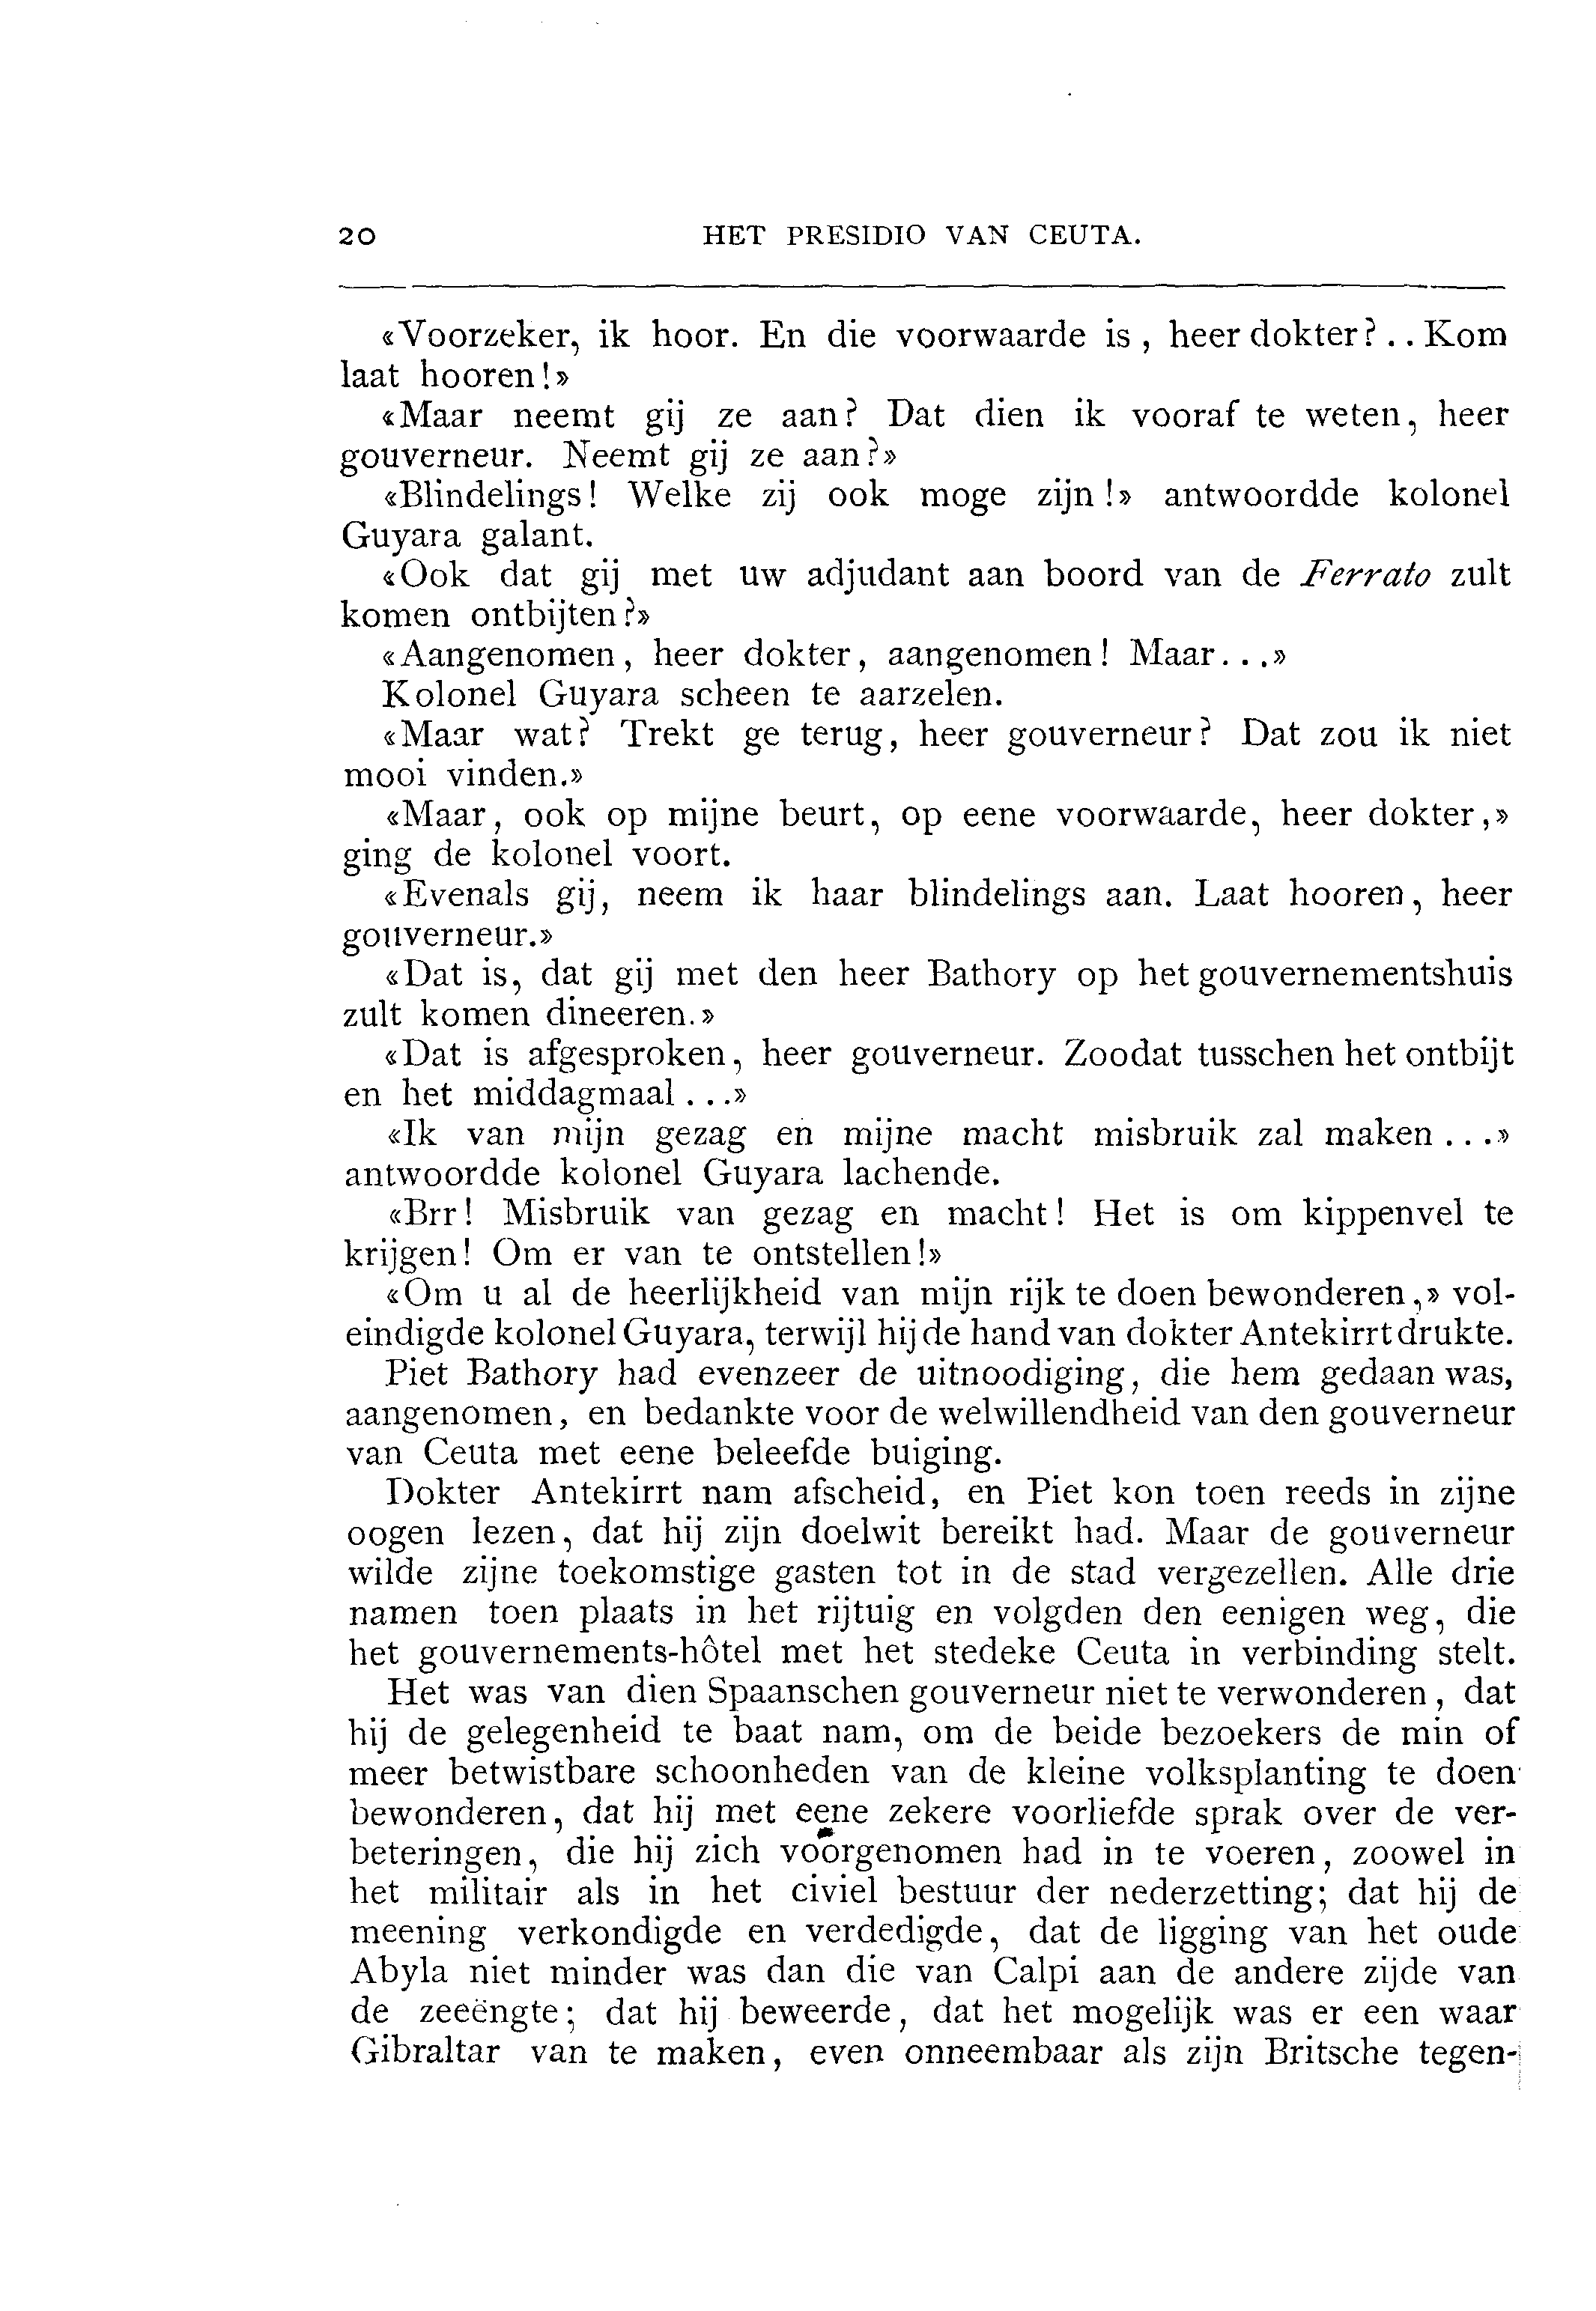 20 HET PRESIDIO VAN CEUTA.
«Voorzeker, ik hoor. En die voorwaarde is, heer dokter?.. Kom
laat hooren!»
«Maar neemt gij ze aan? Dat dien ik vooraf te weten, heer
gouverneur. Neemt gij ze aan?»
«Blindelings! Welke zij ook moge zijn!» antwoordde kolonel
Guyara galant.
«Ook dat gij met uw adjudant aan boord van de Ferrato zult
komen ontbijten?»
«Aangenomen, heer dokter, aangenomen! Maar...»
Kolonel Guyara scheen te aarzelen.
«Maar wat? Trekt ge terug, heer gouverneur? Dat zou ik niet
mooi vinden.»
«Maar, ook op mijne beurt, op eene voorwaarde, heer dokter,»
ging de kolonel voort.
«Evenals gij, neem ik haar blindelings aan. Laat hooren, heer
gouverneur.»
«Dat is, dat gij met den heer Bathory op het gouvernementshuis
zult komen dineeren.»
«Dat is afgesproken, heer gouverneur. Zoodat tusschen het ontbijt
en het middagmaal...»
«Ik van mijn gezag en mijne macht misbruik zal maken...»
antwoordde kolonel Guyara lachende.
«Brr! Misbruik van gezag en macht! Het is om kippenvel te
krijgen! Om er van te ontstellen!»
«Om u al de heerlijkheid van mijn rijk te doen bewonderen,» vol-
eindigde kolonel Guyara, terwijl hij de hand van dokter Antekirrt drukte.
Piet Bathory had evenzeer de uitnoodiging, die hem gedaan was,
aangenomen, en bedankte voor de welwillendheid van den gouverneur
van Ceuta met eene beleefde buiging.
Dokter Antekirrt nam afscheid, en Piet kon toen reeds in zijne
oogen lezen, dat hij zijn doelwit bereikt had. Maar de gouverneur
wilde zijne toekomstige gasten tot in de stad vergezellen. Alle drie
namen toen plaats in het rijtuig en volgden den eenigen weg, die
het gouvernements-hôtel met het stedeke Ceuta in verbinding stelt.
Het was van dien Spaanschen gouverneur niet te verwonderen, dat
hij de gelegenheid te baat nam, om de beide bezoekers de min of
meer betwistbare schoonheden van de kleine volksplanting te doen
bewonderen, dat hij met eene zekere voorliefde sprak over de ver-
beteringen, die hij zich voorgenomen had in te voeren, zoowel in
het militair als in het civiel bestuur der nederzetting; dat hij de
meening verkondigde en verdedigde, dat de ligging van het oude
Abyla niet minder was dan die van Calpi aan de andere zijde van
de zeeëngte; dat hij beweerde, dat het mogelijk was er een waar
Gibraltar van te maken, even onneembaar als zijn Britsche tegen-